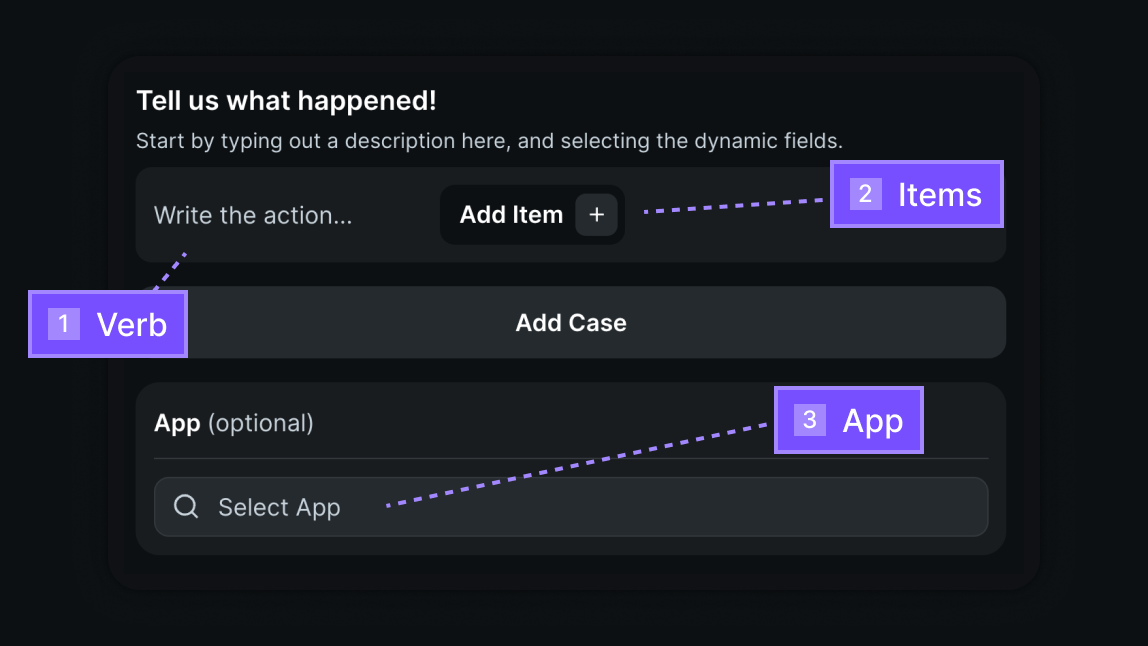 Tell us what happened!
Start by typing out a description here, and selecting the dynamic fields.
Write the action...
Add Item +
2 Items
1 Verb
Add Case
App (optional)
3 App
Select App